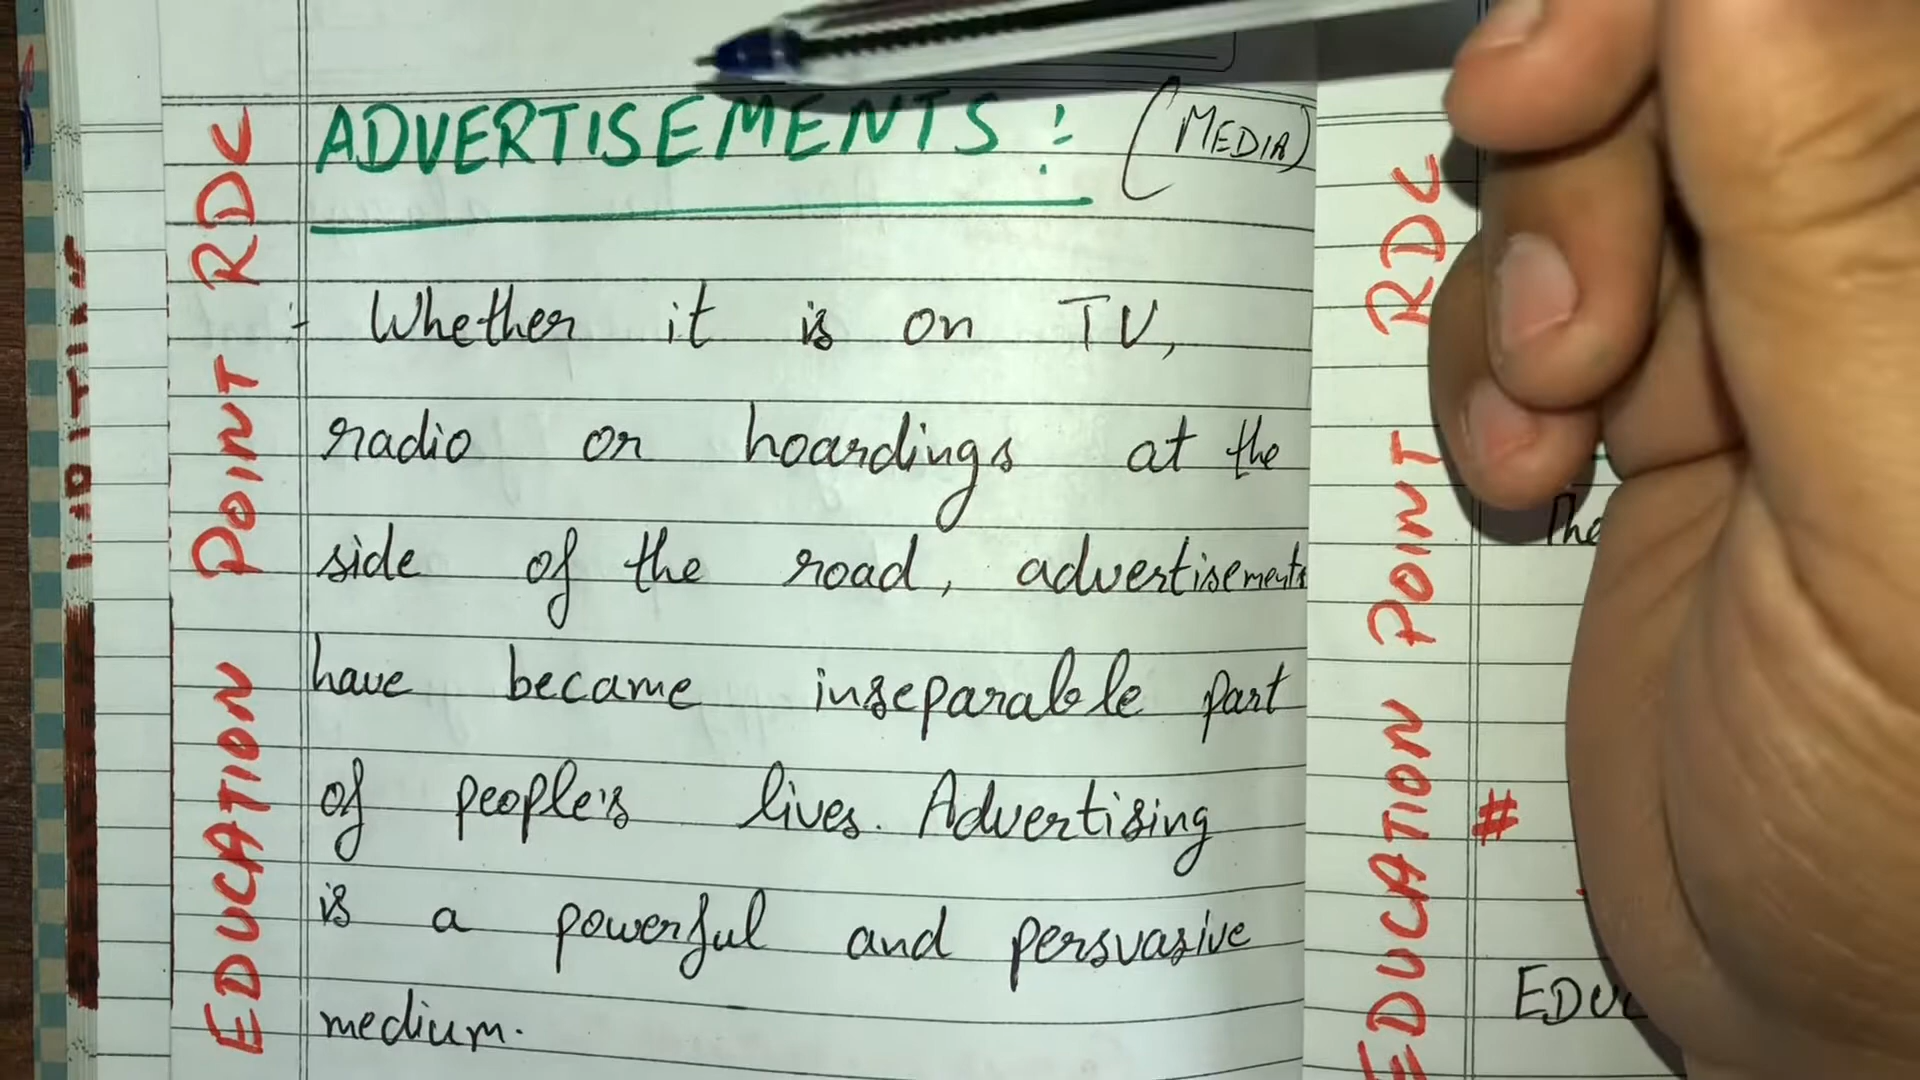 ADVERTISEMENTS :- (MEDIA)
:- Whether it is on TV,
radio or hoardings at the
side of the road, advertisements
have became inseparable part
of people's lives. Advertising
is a powerful and persvasive
medium.
EDUCATION POINT RDC
EDUCATION POINT RDC
#